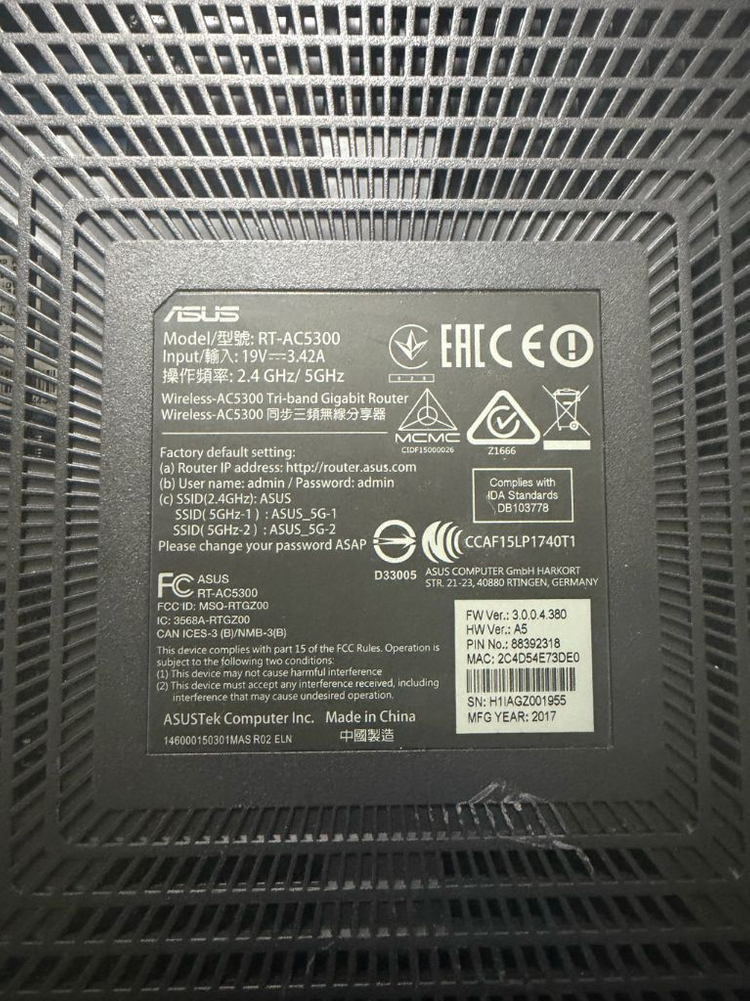 ASUS
Model/型號: RT-AC5300
Input/輸入: 19V⎓3.42A
操作頻率: 2.4 GHz/ 5GHz
Wireless-AC5300 Tri-band Gigabit Router
Wireless-AC5300 同步三頻無線分享器
EAC CE
MCMC
CIDF15000026
Z1666
Factory default setting:
(a) Router IP address: http://router.asus.com
(b) User name: admin / Password: admin
(c) SSID(2.4GHz): ASUS
SSID( 5GHz-1 ) : ASUS_5G-1
SSID( 5GHz-2 ) : ASUS_5G-2
Please change your password ASAP
Complies with
IDA Standards
DB103778
D33005
CCAF15LP1740T1
ASUS COMPUTER GmbH HARKORT
STR. 21-23, 40880 RTINGEN, GERMANY
FC ASUS
RT-AC5300
FCC ID: MSQ-RTGZ00
IC: 3568A-RTGZ00
CAN ICES-3 (B)/NMB-3(B)
This device complies with part 15 of the FCC Rules. Operation is
subject to the following two conditions:
(1) This device may not cause harmful interference
(2) This device must accept any interference received, including
interference that may cause undesired operation.
ASUSTek Computer Inc. Made in China
中國製造
146000150301MAS R02 ELN
FW Ver.: 3.0.0.4.380
HW Ver.: A5
PIN No.: 88392318
MAC: 2C4D54E73DE0
SN: H1IAGZ001955
MFG YEAR: 2017